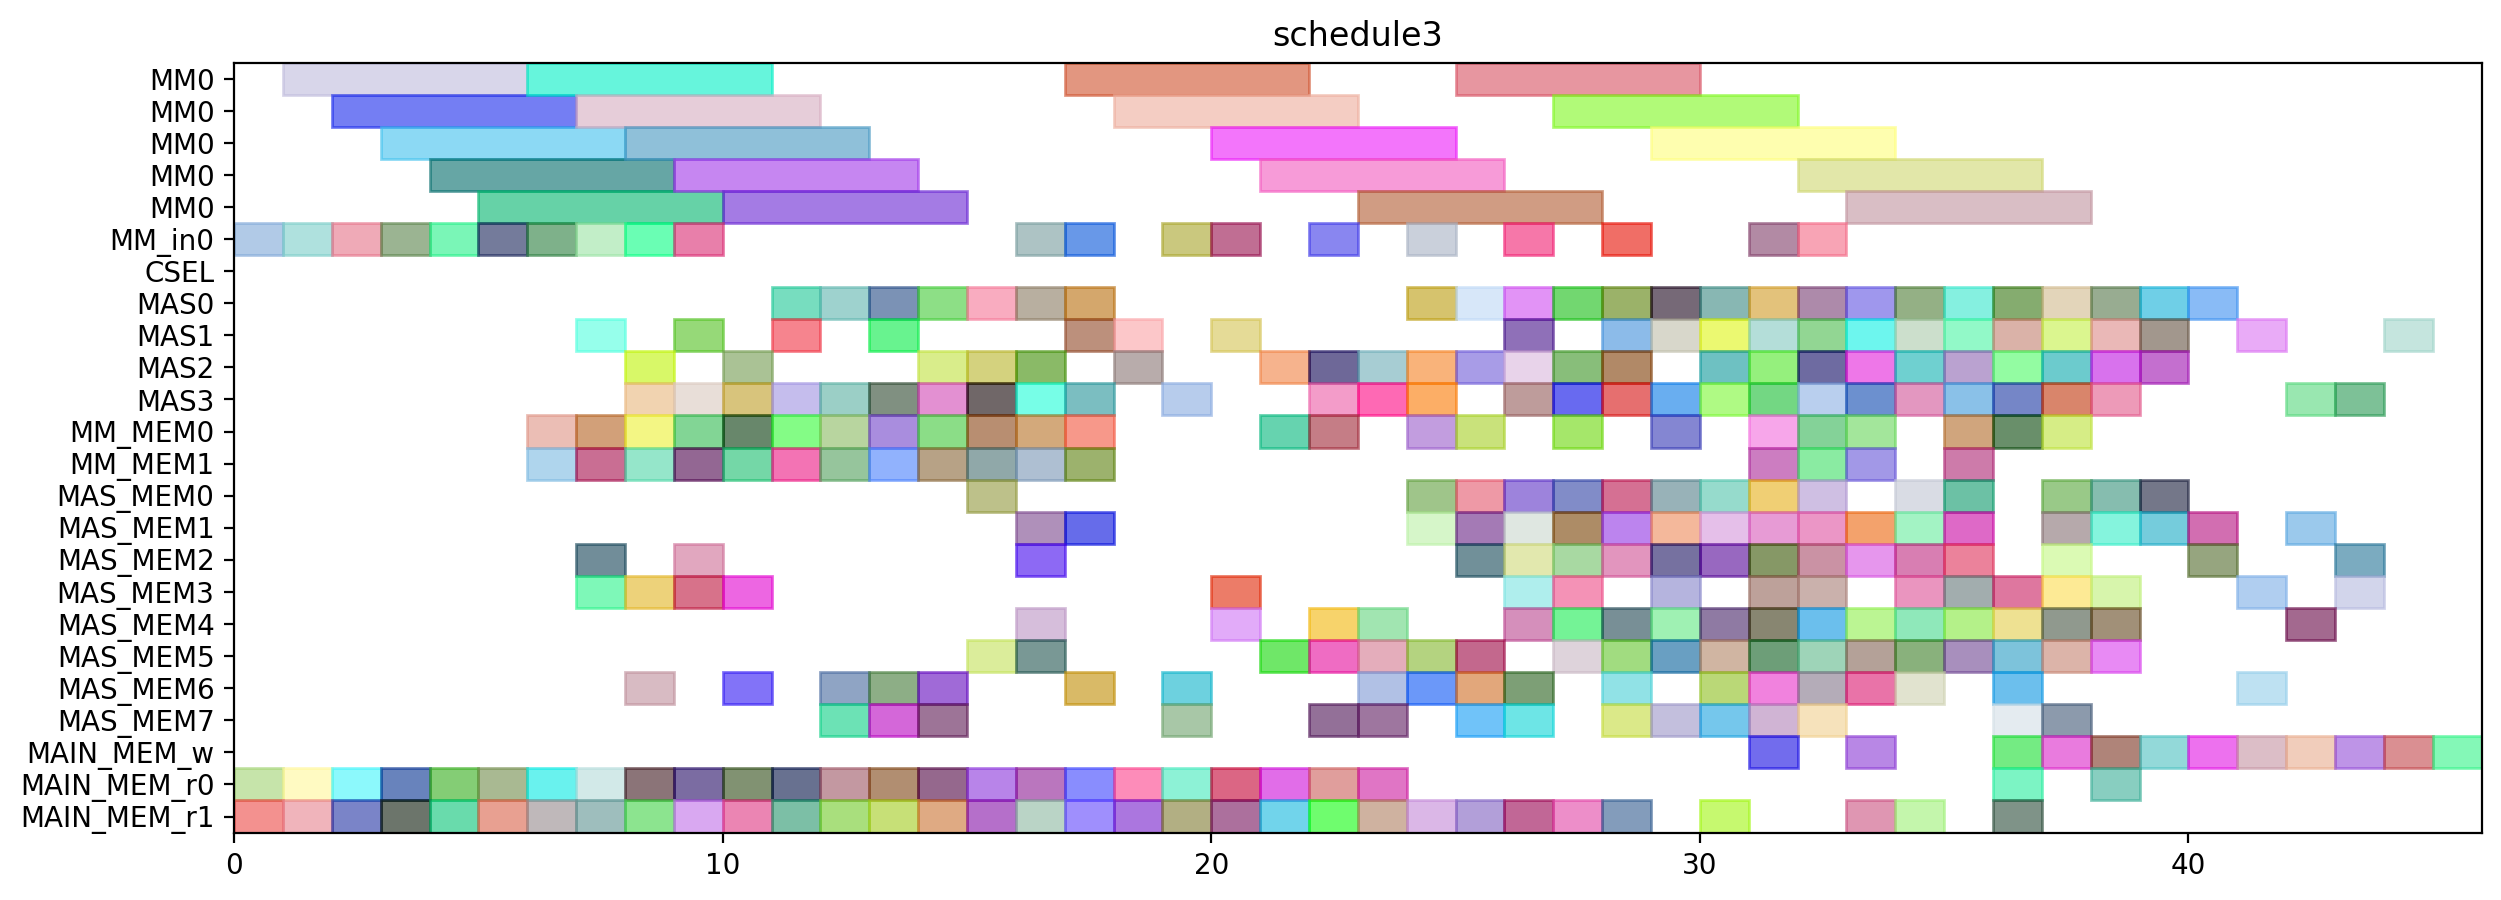 schedule3
MM0
MM0
MM0
MM0
MM0
MM_in0
CSEL
MAS0
MAS1
MAS2
MAS3
MM_MEM0
MM_MEM1
MAS_MEM0
MAS_MEM1
MAS_MEM2
MAS_MEM3
MAS_MEM4
MAS_MEM5
MAS_MEM6
MAS_MEM7
MAIN_MEM_w
MAIN_MEM_r0
MAIN_MEM_r1
0 10 20 30 40